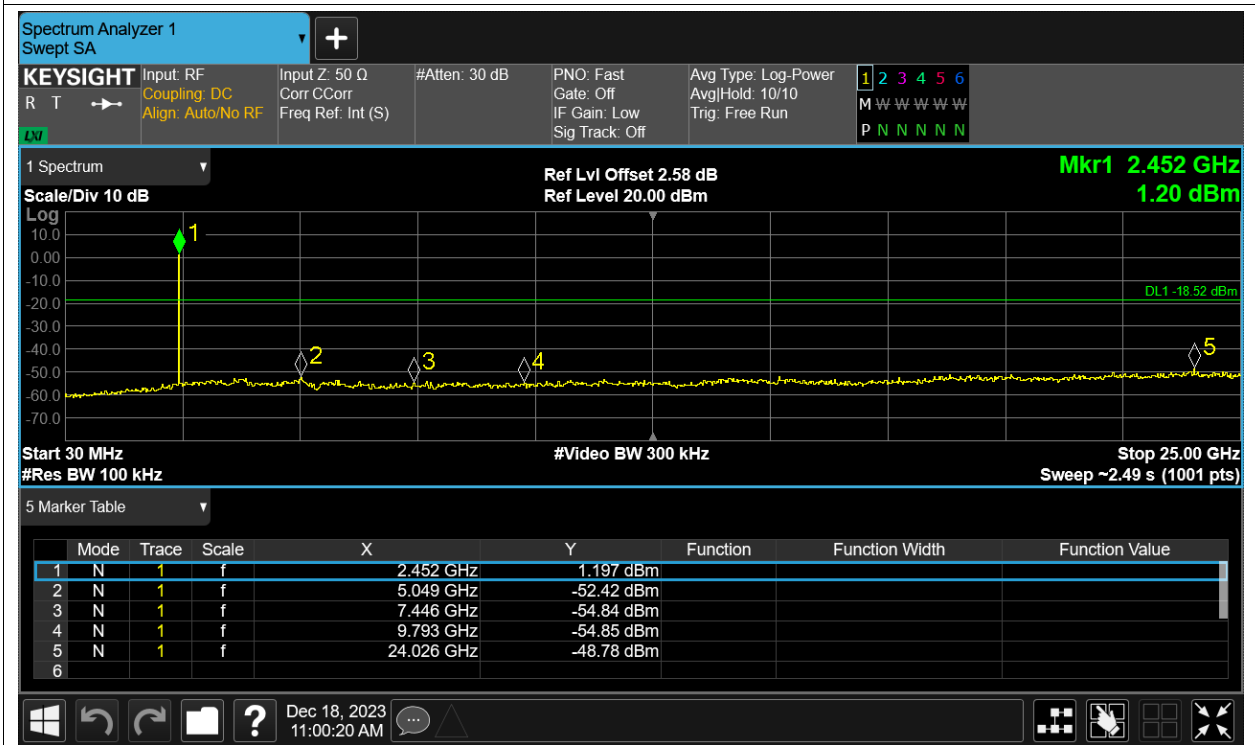 Spectrum Analyzer 1
Swept SA
KEYSIGHT Input: RF Input Z: 50 Ω #Atten: 30 dB PNO: Fast Avg Type: Log-Power 1 2 3 4 5 6
R T Coupling: DC Corr CCorr Gate: Off Avg|Hold: 10/10 M W W W W W
Align: Auto/No RF Freq Ref: Int (S) IF Gain: Low Trig: Free Run
LXI Sig Track: Off P N N N N N N
1 Spectrum Ref Lvl Offset 2.58 dB Mkr1 2.452 GHz
Scale/Div 10 dB Ref Level 20.00 dBm 1.20 dBm
Log
10.0 1
0.00
-10.0
DL1 -18.52 dBm
-20.0
-30.0
-40.0 2 3 4 5
-50.0
-60.0
-70.0
Start 30 MHz #Video BW 300 kHz Stop 25.00 GHz
#Res BW 100 kHz Sweep ~2.49 s (1001 pts)
5 Marker Table
Mode Trace Scale X Y Function Function Width Function Value
1 N 1 f 2.452 GHz 1.197 dBm
2 N 1 f 5.049 GHz -52.42 dBm
3 N 1 f 7.446 GHz -54.84 dBm
4 N 1 f 9.793 GHz -54.85 dBm
5 N 1 f 24.026 GHz -48.78 dBm
6
? Dec 18, 2023
11:00:20 AM